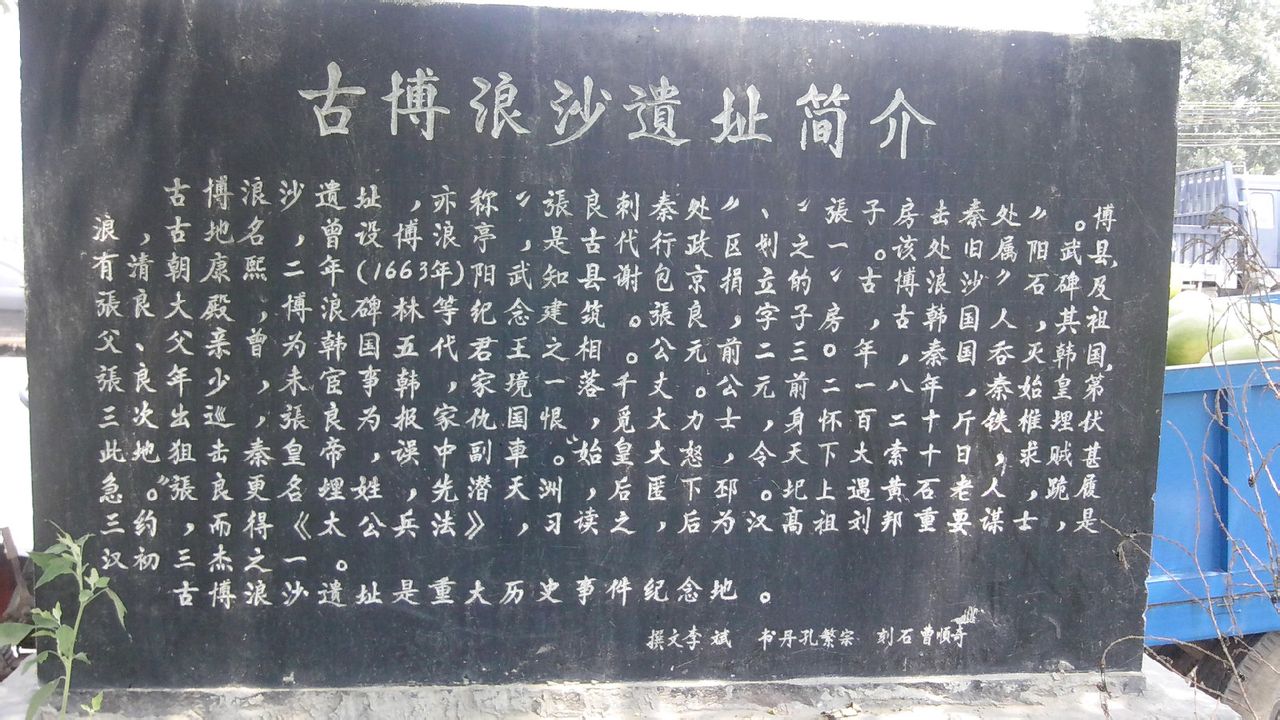 古博浪沙遺址简介
古博浪沙遺址，亦称“張良刺秦处”、“張子房击秦处”。博
浪，古地名，曾设博浪亭，是古代行政区划之一。该处旧属阳武县，
有清朝康熙二年(1663年)阳武知县谢包京捐立的“古博浪沙”石碑及
張良大殿，博浪碑林等纪念建筑。張良，字子房，古韩国人，其祖
父、父亲曾为韩国五代君王之相。公元前二三〇年，秦国吞灭韩国，
張良年少，未宦事韩，家境一落千丈。公元前二一八年，秦始皇第
三次出巡，張良为报家仇国恨，觅大力士，身怀百二十斤铁椎埋伏
此地狙击秦皇帝，误中副車。“始皇大怒，令天下大索十日，求贼甚
急。“張良更名埋姓，先潜天洲，后匿下邳。圯上遇黄石老人，跪履
三约，而得《太公兵法》，习读之后，为汉高祖刘邦重要谋士，是
汉初三杰之一。
古博浪沙遺址是重大历史事件纪念地。
撰文李斌 书丹孔繁宗 刻石曹順奇